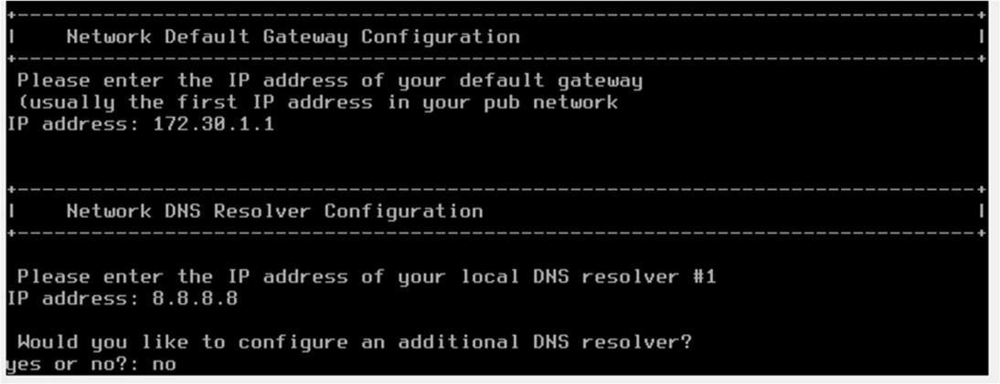 Network Default Gateway Configuration
Please enter the IP address of your default gateway
(usually the first IP address in your pub network
IP address: 172.30.1.1
Network DNS Resolver Configuration
Please enter the IP address of your local DNS resolver #1
IP address: 8.8.8.8
Would you like to configure an additional DNS resolver?
yes or no?: no